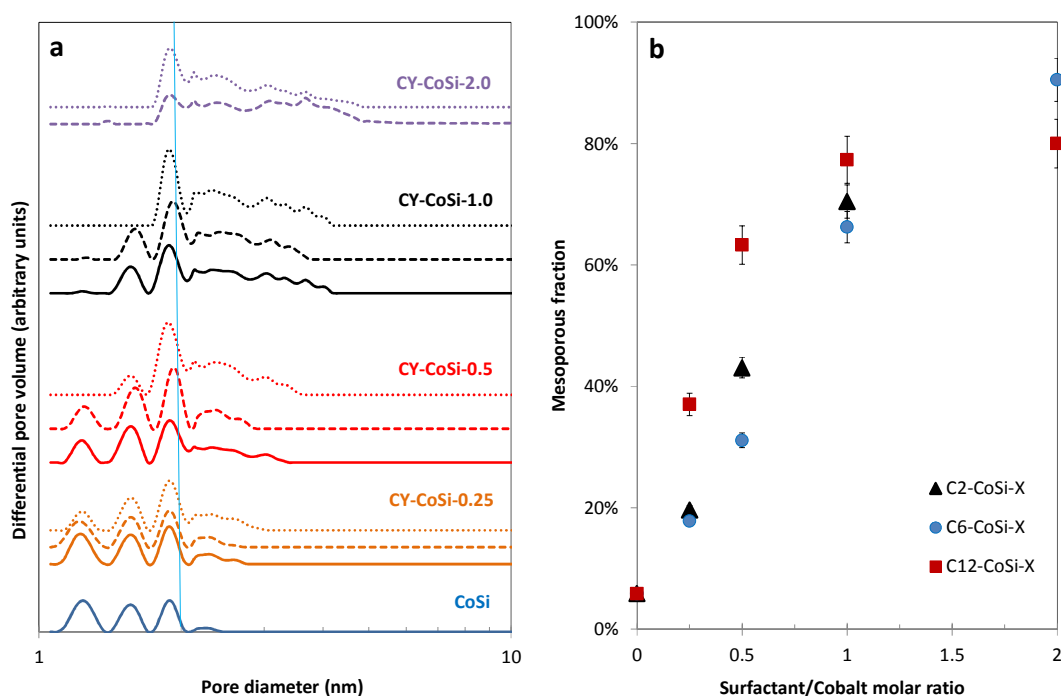 a
CY-CoSi-2.0
CY-CoSi-1.0
CY-CoSi-0.5
CY-CoSi-0.25
CoSi
Differential pore volume (arbitrary units)
1
10
Pore diameter (nm)
b
100%
80%
60%
40%
20%
0%
Mesoporous fraction
C2-CoSi-X
C6-CoSi-X
C12-CoSi-X
0
0.5
1
1.5
2
Surfactant/Cobalt molar ratio